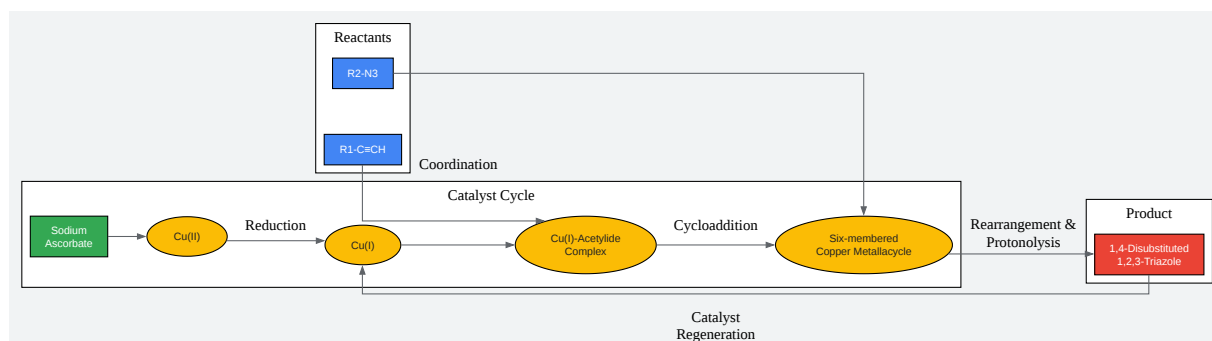 Reactants
R2-N3
R1-C≡CH
Coordination
Catalyst Cycle
Sodium
Ascorbate
Cu(II)
Reduction
Cu(I)
Cu(I)-Acetylide
Complex
Cycloaddition
Six-membered
Copper Metallacycle
Rearrangement &
Protonolysis
Product
1,4-Disubstituted
1,2,3-Triazole
Catalyst
Regeneration